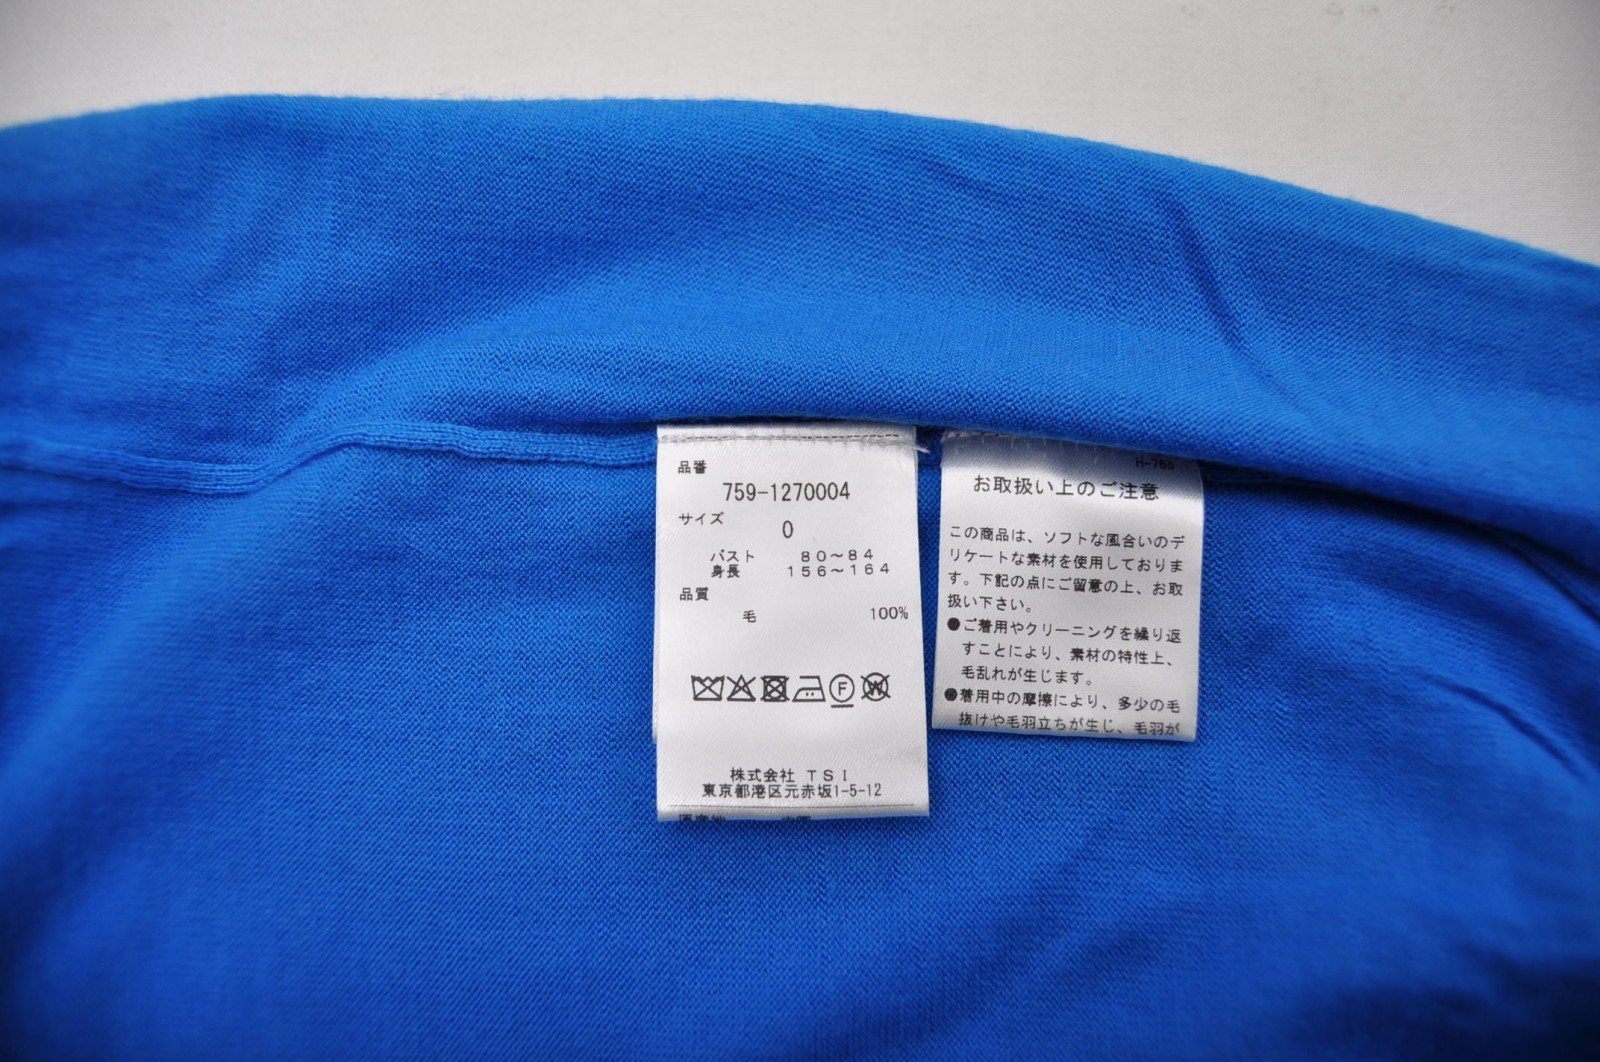 品番
759-1270004
サイズ
0
バスト 80～84
身長 156～164
品質
毛 100%
F W
株式会社 TSI
東京都港区元赤坂1-5-12
H-765
お取扱い上のご注意
この商品は、ソフトな風合いのデ
リケートな素材を使用しておりま
す。下記の点にご留意の上、お取
扱い下さい。
●ご着用やクリーニングを繰り返
すことにより、素材の特性上、
毛乱れが生じます。
●着用中の摩擦により、多少の毛
抜けや毛羽立ちが生じ、毛羽が